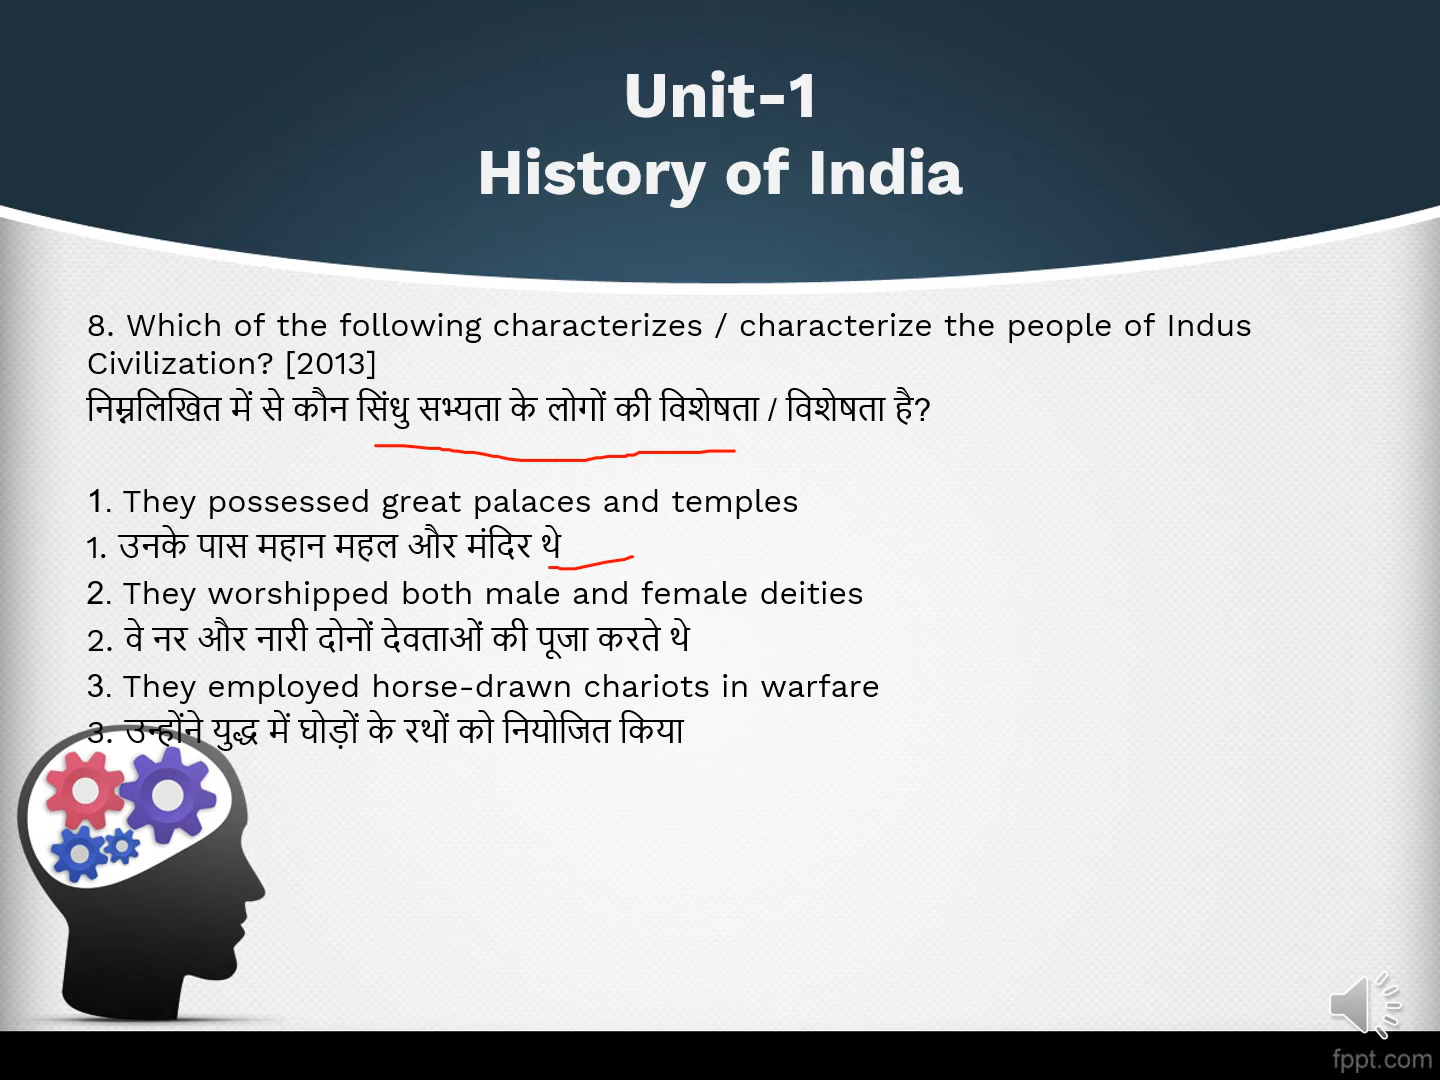 Unit-1
History of India
8. Which of the following characterizes / characterize the people of Indus
Civilization? [2013]
निम्नलिखित में से कौन सिंधु सभ्यता के लोगों की विशेषता / विशेषता है?
1. They possessed great palaces and temples
1. उनके पास महान महल और मंदिर थे
2. They worshipped both male and female deities
2. वे नर और नारी दोनों देवताओं की पूजा करते थे
3. They employed horse-drawn chariots in warfare
3. उन्होंने युद्ध में घोड़ों के रथों को नियोजित किया
fppt.com